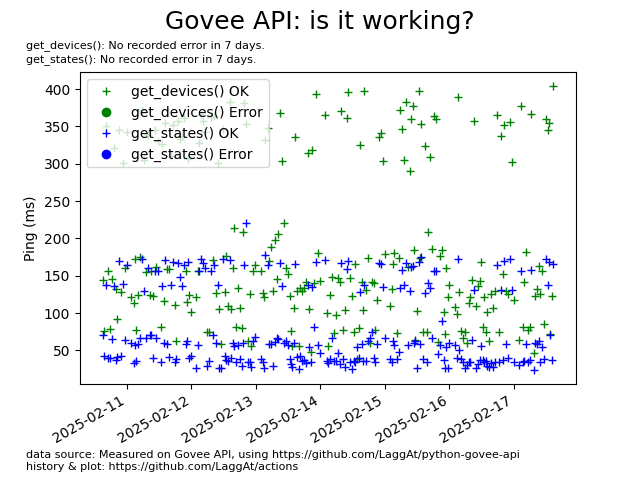 Govee API: is it working?
get_devices(): No recorded error in 7 days.
get_states(): No recorded error in 7 days.
get_devices() OK
get_devices() Error
get_states() OK
get_states() Error
Ping (ms)
400
350
300
250
200
150
100
50
2025-02-11
2025-02-12
2025-02-13
2025-02-14
2025-02-15
2025-02-16
2025-02-17
data source: Measured on Govee API, using https://github.com/LaggAt/python-govee-api
history & plot: https://github.com/LaggAt/actions